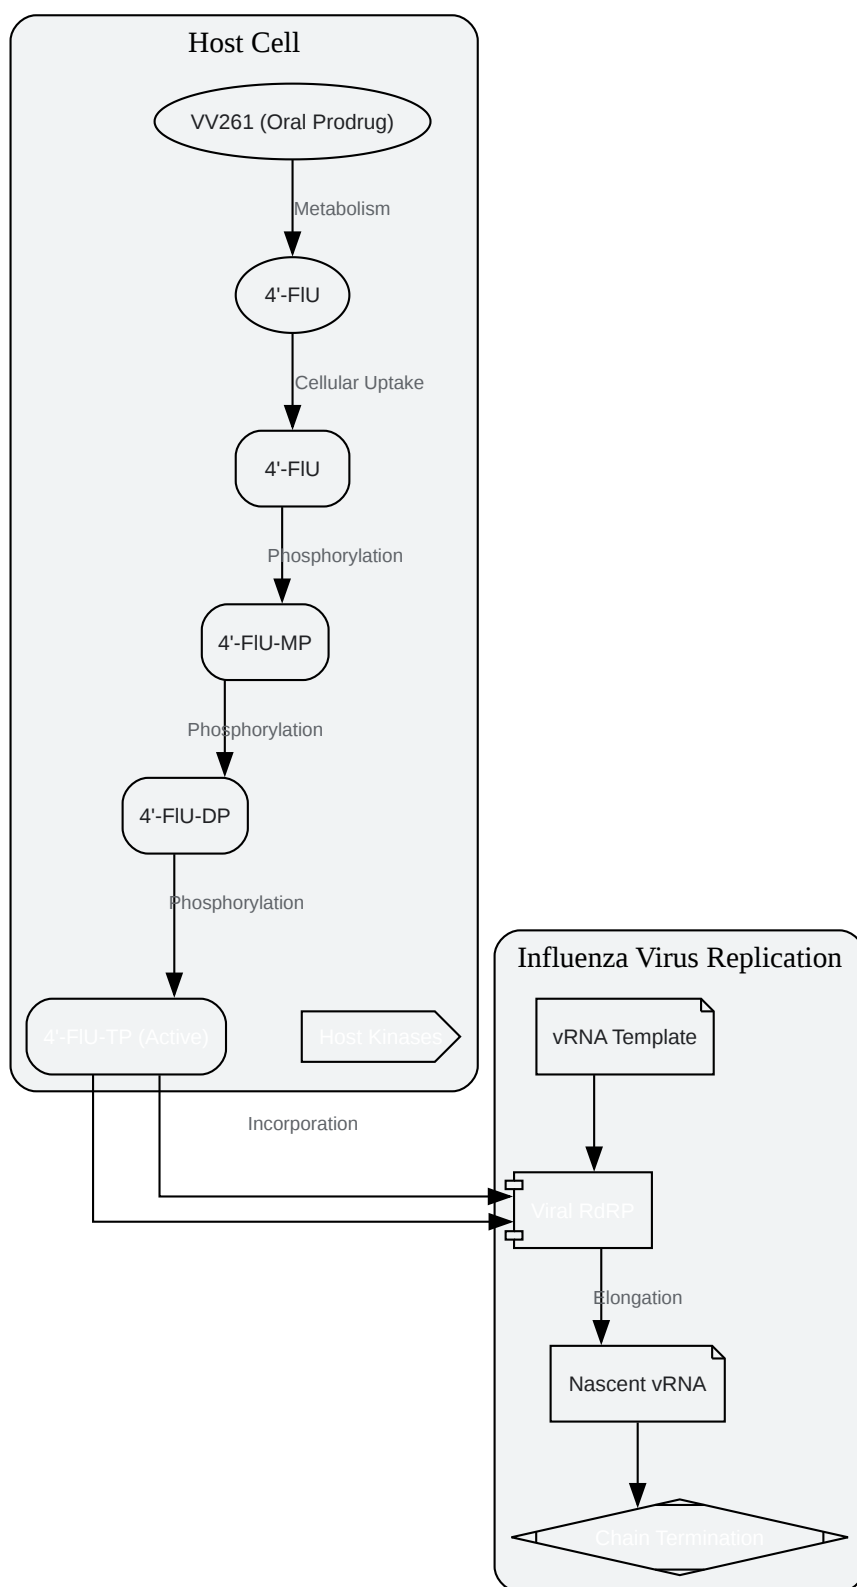 Host Cell
VV261 (Oral Prodrug)
Metabolism
4'-FlU
Cellular Uptake
4'-FlU
Phosphorylation
4'-FlU-MP
Phosphorylation
4'-FlU-DP
Phosphorylation
4'-FlU-TP (Active)
Host Kinases
Incorporation
Influenza Virus Replication
vRNA Template
Viral RdRP
Elongation
Nascent vRNA
Chain Termination